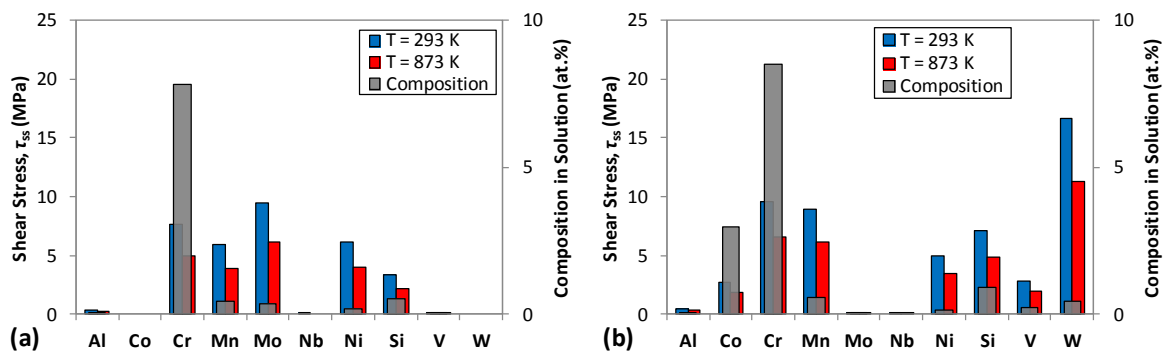 25
20
15
10
5
0
Shear Stress, τss (MPa)
10
5
0
Composition in Solution (at.%)
T = 293 K
T = 873 K
Composition
Al Co Cr Mn Mo Nb Ni Si V W
(a)
25
20
15
10
5
0
Shear Stress, τss (MPa)
10
5
0
Composition in Solution (at.%)
T = 293 K
T = 873 K
Composition
Al Co Cr Mn Mo Nb Ni Si V W
(b)